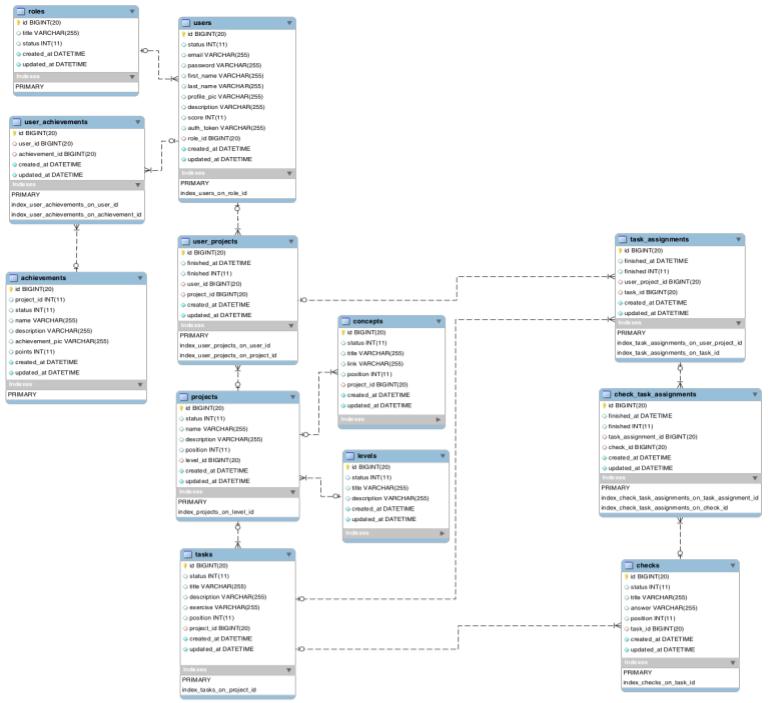 roles
id BIGINT(20)
title VARCHAR(255)
status INT(11)
created_at DATETIME
updated_at DATETIME
Indexes
PRIMARY
users
id BIGINT(20)
status INT(11)
email VARCHAR(255)
password VARCHAR(255)
first_name VARCHAR(255)
last_name VARCHAR(255)
profile_pic VARCHAR(255)
description VARCHAR(255)
score INT(11)
auth_token VARCHAR(255)
role_id BIGINT(20)
created_at DATETIME
updated_at DATETIME
Indexes
PRIMARY
index_users_on_role_id
user_achievements
id BIGINT(20)
user_id BIGINT(20)
achievement_id BIGINT(20)
created_at DATETIME
updated_at DATETIME
Indexes
PRIMARY
index_user_achievements_on_user_id
index_user_achievements_on_achievement_id
achievements
id BIGINT(20)
project_id INT(11)
status INT(11)
name VARCHAR(255)
description VARCHAR(255)
achievement_pic VARCHAR(255)
points INT(11)
created_at DATETIME
updated_at DATETIME
Indexes
PRIMARY
user_projects
id BIGINT(20)
finished_at DATETIME
finished INT(11)
user_id BIGINT(20)
project_id BIGINT(20)
created_at DATETIME
updated_at DATETIME
Indexes
PRIMARY
index_user_projects_on_user_id
index_user_projects_on_project_id
concepts
id BIGINT(20)
status INT(11)
title VARCHAR(255)
link VARCHAR(255)
position INT(11)
project_id BIGINT(20)
created_at DATETIME
updated_at DATETIME
Indexes
projects
id BIGINT(20)
status INT(11)
name VARCHAR(255)
description VARCHAR(255)
position INT(11)
level_id BIGINT(20)
created_at DATETIME
updated_at DATETIME
Indexes
PRIMARY
index_projects_on_level_id
levels
id BIGINT(20)
status INT(11)
title VARCHAR(255)
description VARCHAR(255)
created_at DATETIME
updated_at DATETIME
Indexes
tasks
id BIGINT(20)
status INT(11)
title VARCHAR(255)
description VARCHAR(255)
exercise VARCHAR(255)
position INT(11)
project_id BIGINT(20)
created_at DATETIME
updated_at DATETIME
Indexes
PRIMARY
index_tasks_on_project_id
task_assignments
id BIGINT(20)
finished_at DATETIME
finished INT(11)
user_project_id BIGINT(20)
task_id BIGINT(20)
created_at DATETIME
updated_at DATETIME
Indexes
PRIMARY
index_task_assignments_on_user_project_id
index_task_assignments_on_task_id
check_task_assignments
id BIGINT(20)
finished_at DATETIME
finished INT(11)
task_assignment_id BIGINT(20)
check_id BIGINT(20)
created_at DATETIME
updated_at DATETIME
Indexes
PRIMARY
index_check_task_assignments_on_task_assignment_id
index_check_task_assignments_on_check_id
checks
id BIGINT(20)
status INT(11)
title VARCHAR(255)
answer VARCHAR(255)
position INT(11)
task_id BIGINT(20)
created_at DATETIME
updated_at DATETIME
Indexes
PRIMARY
index_checks_on_task_id